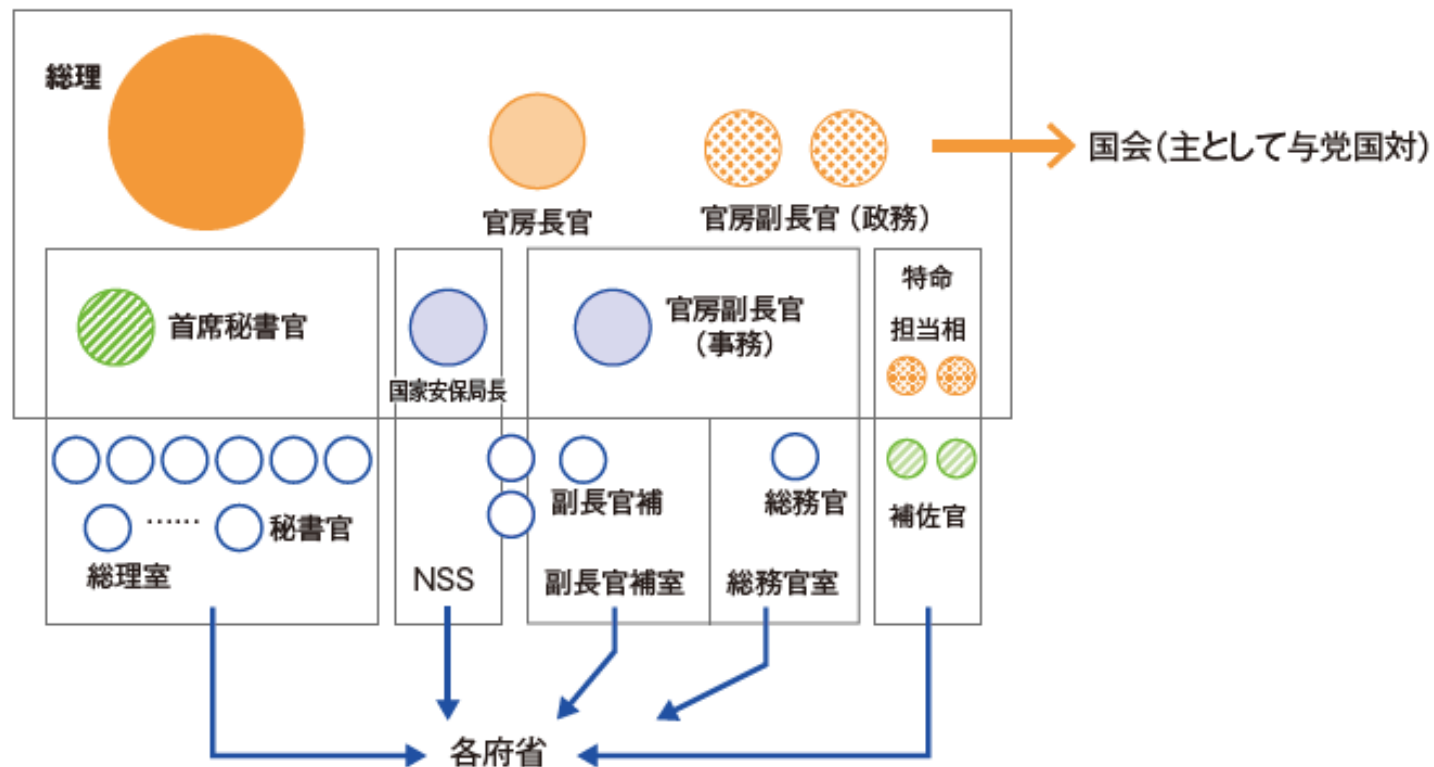 総理
官房長官
官房副長官（政務）
国会（主として与党国対）
首席秘書官
国家安保局長
官房副長官
（事務）
特命
担当相
……
秘書官
総理室
NSS
副長官補
副長官補室
総務官
総務官室
補佐官
各府省